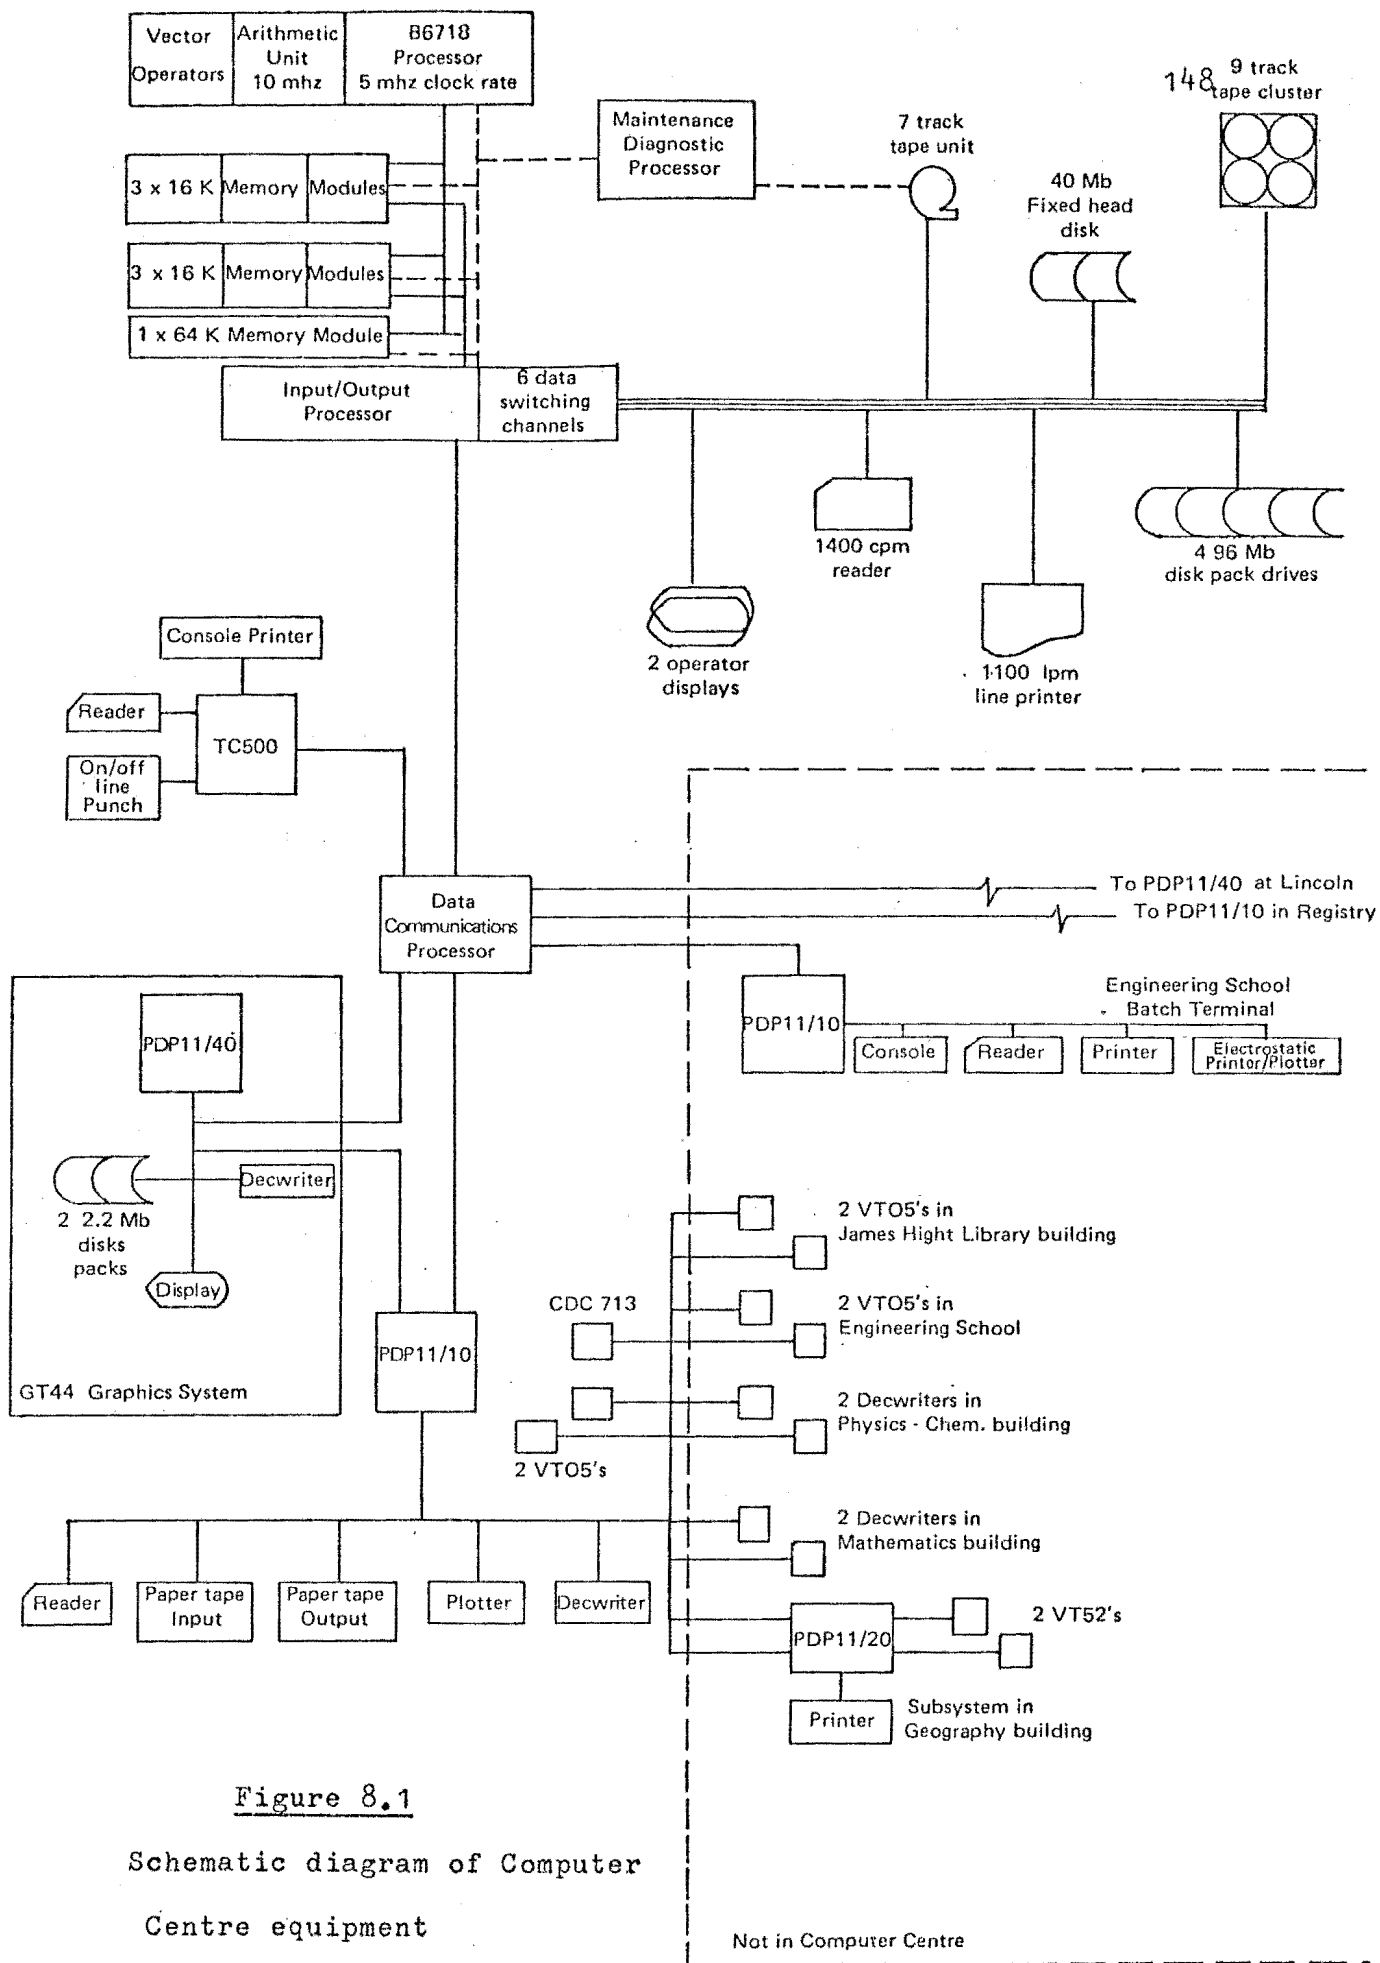 Vector
Operators
Arithmetic
Unit
10 mhz
B6718
Processor
5 mhz clock rate
148
9 track
tape cluster
Maintenance
Diagnostic
Processor
7 track
tape unit
40 Mb
Fixed head
disk
3 x 16 K Memory Modules
3 x 16 K Memory Modules
1 x 64 K Memory Module
Input/Output
Processor
6 data
switching
channels
1400 cpm
reader
4 96 Mb
disk pack drives
2 operator
displays
1100 lpm
line printer
Console Printer
Reader
TC500
On/off
line
Punch
Data
Communications
Processor
To PDP11/40 at Lincoln
To PDP11/10 in Registry
PDP11/10
Engineering School
Batch Terminal
Console
Reader
Printer
Electrostatic
Printer/Plotter
PDP11/40
Decwriter
2 2.2 Mb
disks
packs
Display
GT44 Graphics System
PDP11/10
CDC 713
2 VTO5's
2 VTO5's in
James Hight Library building
2 VTO5's in
Engineering School
2 Decwriters in
Physics - Chem. building
2 Decwriters in
Mathematics building
Reader
Paper tape
Input
Paper tape
Output
Plotter
Decwriter
PDP11/20
2 VT52's
Printer
Subsystem in
Geography building
Figure 8.1
Schematic diagram of Computer
Centre equipment
Not in Computer Centre